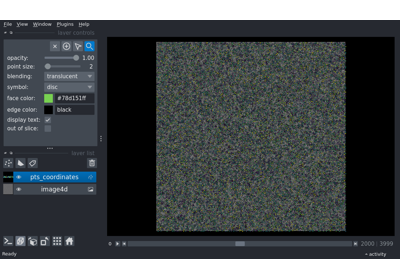 File View Window Plugins Help
layer controls
opacity: 1.00
point size: 2
blending: translucent
symbol: disc
face color: #78d151ff
edge color: black
display text:
out of slice:
layer list
pts_coordinates
image4d
0 2000 3999
Ready activity